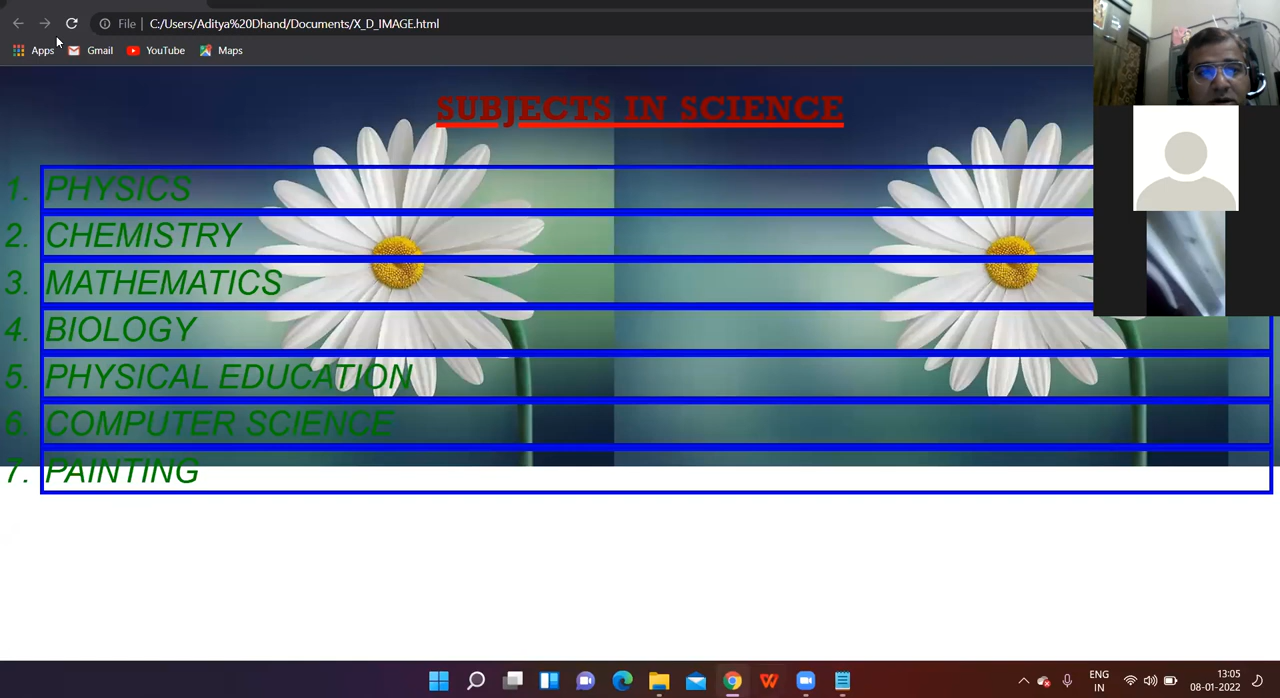 File C:/Users/Aditya%20Dhand/Documents/X_D_IMAGE.html
Apps Gmail YouTube Maps
SUBJECTS IN SCIENCE
1. PHYSICS
2. CHEMISTRY
3. MATHEMATICS
4. BIOLOGY
5. PHYSICAL EDUCATION
6. COMPUTER SCIENCE
7. PAINTING
ENG
IN
13:05
08-01-2022